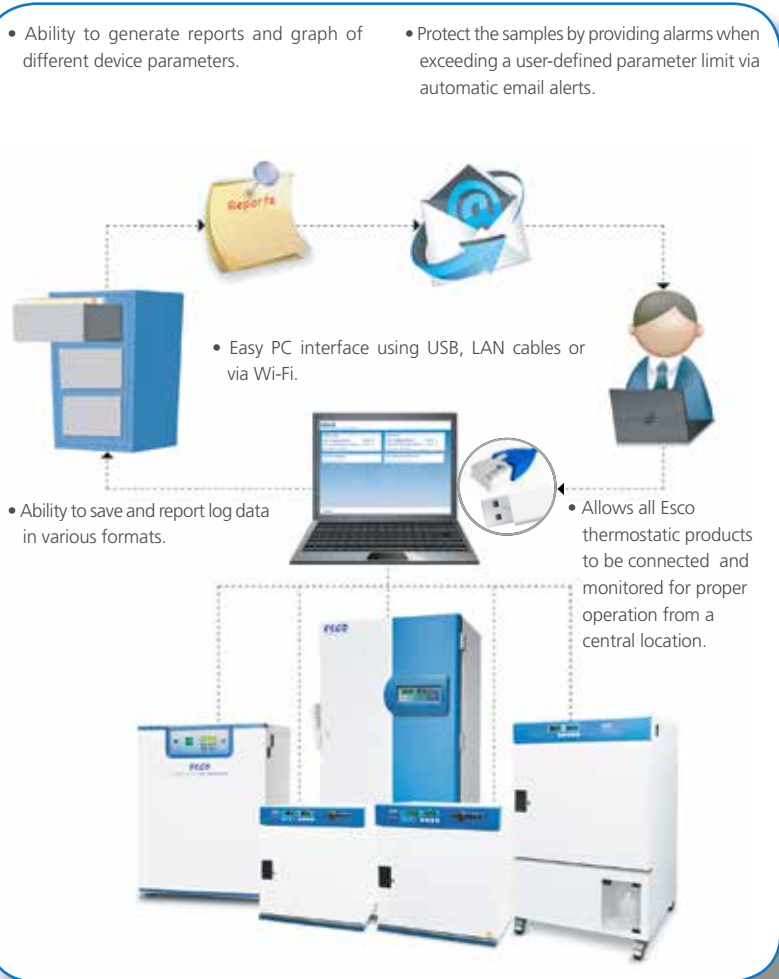 • Ability to generate reports and graph of
different device parameters.
• Protect the samples by providing alarms when
exceeding a user-defined parameter limit via
automatic email alerts.
Reports
• Easy PC interface using USB, LAN cables or
via Wi-Fi.
• Ability to save and report log data
in various formats.
• Allows all Esco
thermostatic products
to be connected and
monitored for proper
operation from a
central location.
esco
esco